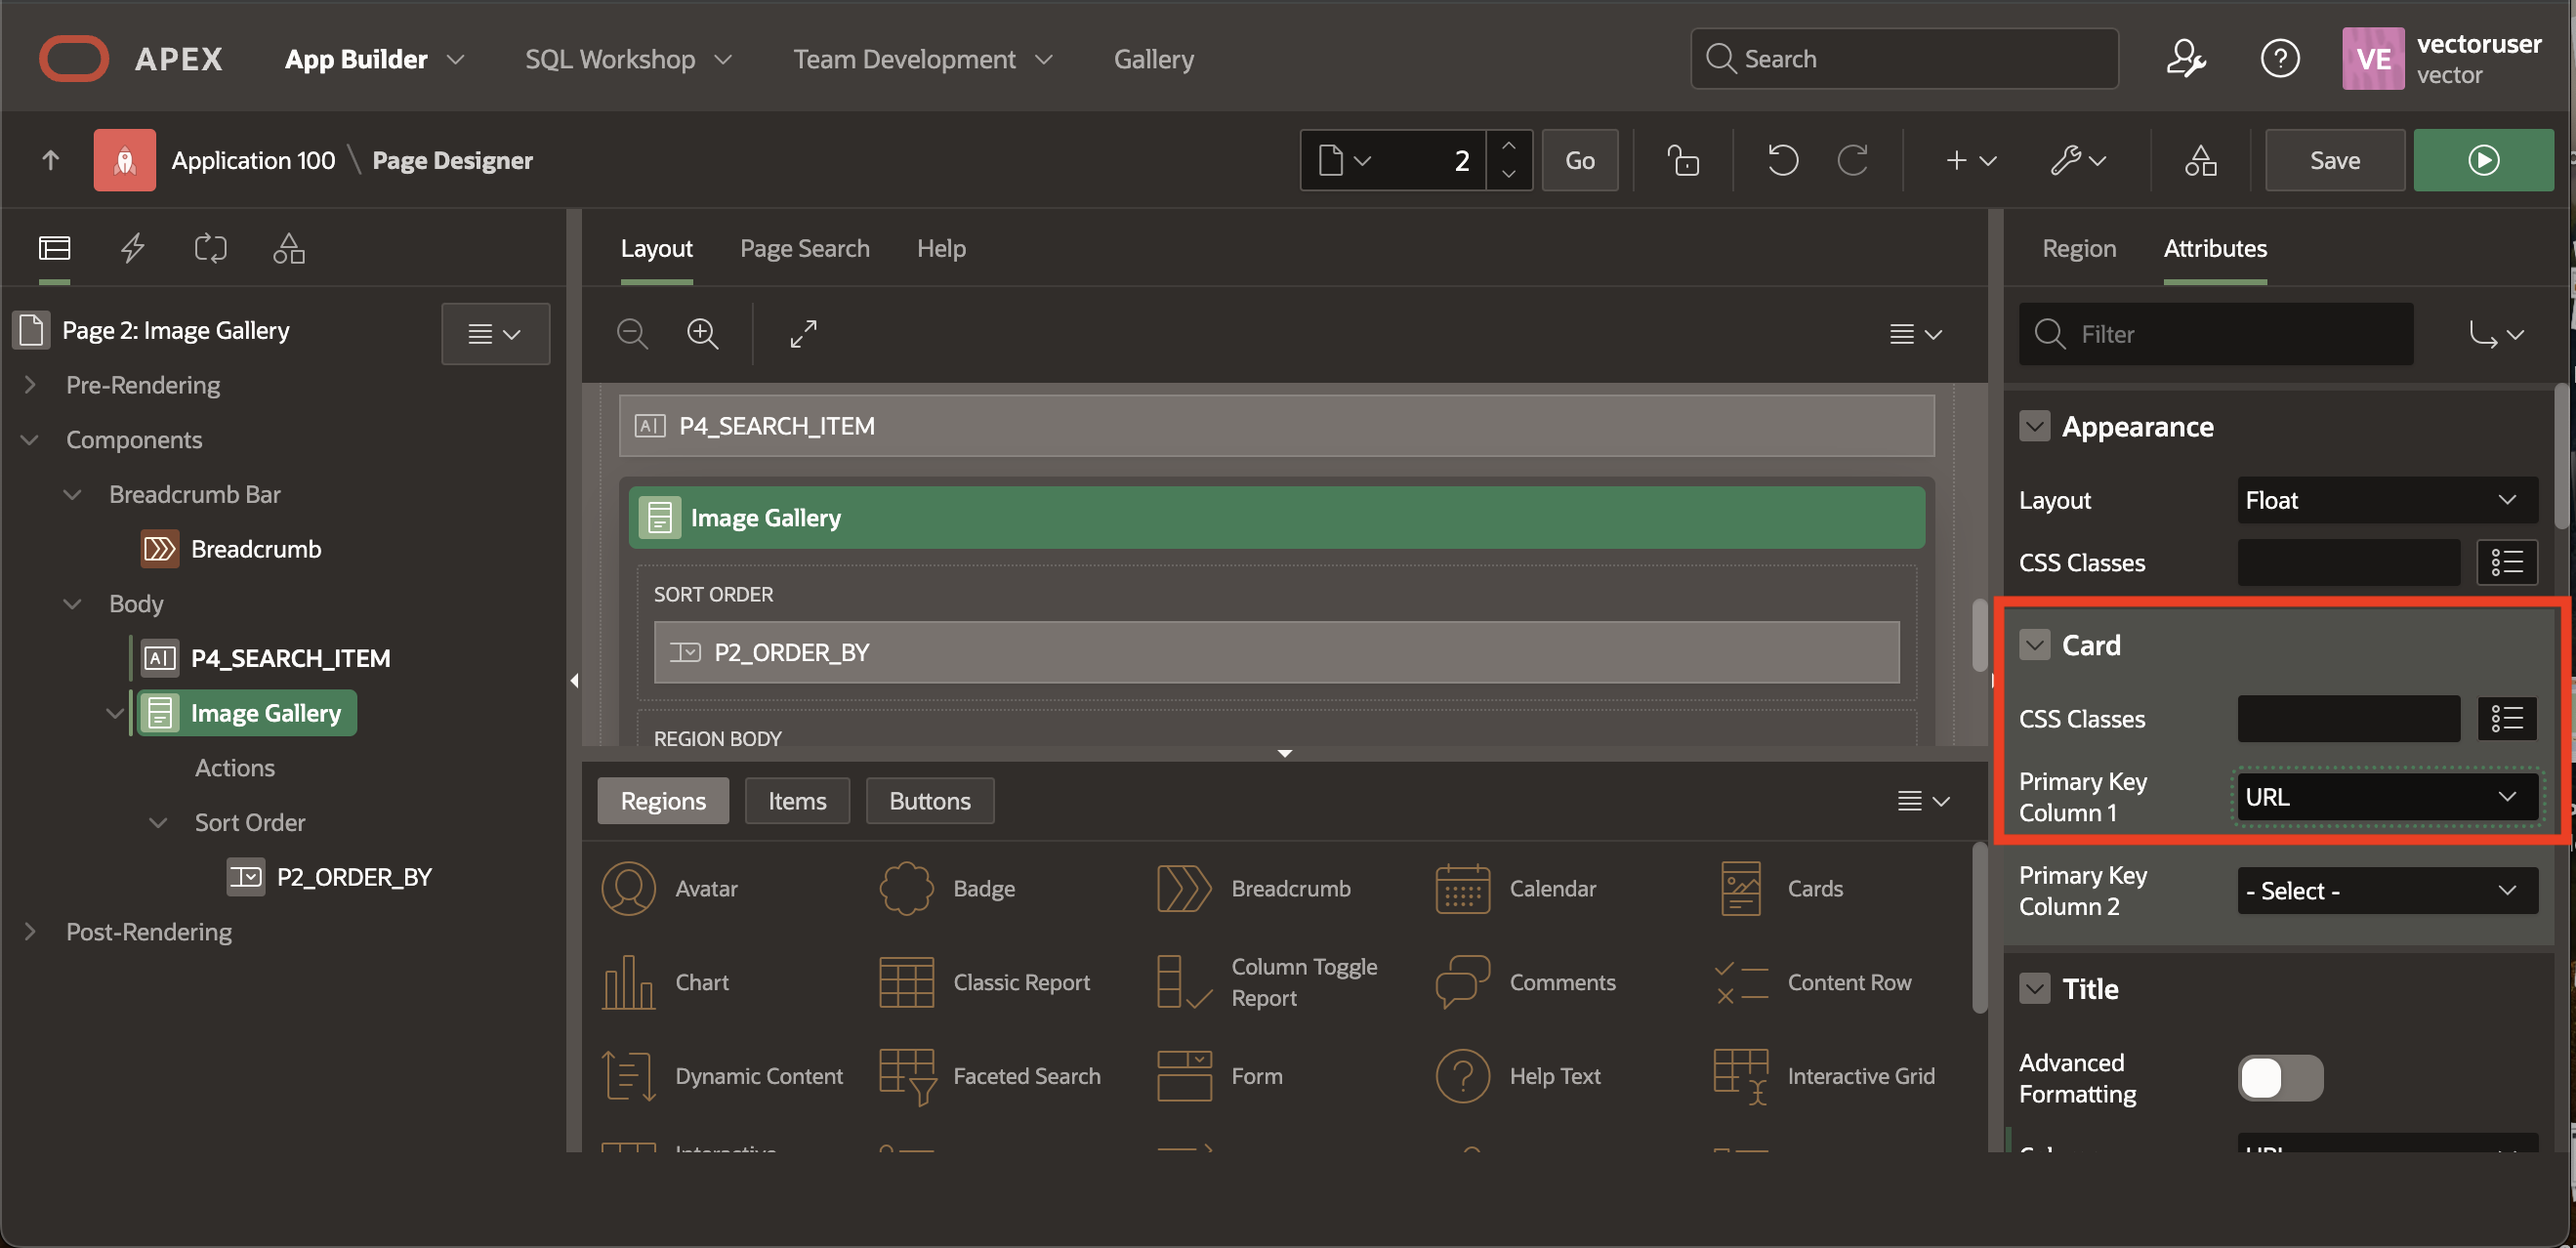 APEX
App Builder
SQL Workshop
Team Development
Gallery
Search
VE
vectoruser
vector
Application 100 \ Page Designer
2
Go
Save
Page 2: Image Gallery
Pre-Rendering
Components
Breadcrumb Bar
Breadcrumb
Body
P4_SEARCH_ITEM
Image Gallery
Actions
Sort Order
P2_ORDER_BY
Post-Rendering
Layout
Page Search
Help
P4_SEARCH_ITEM
Image Gallery
SORT ORDER
P2_ORDER_BY
REGION BODY
Regions
Items
Buttons
Avatar
Badge
Breadcrumb
Calendar
Cards
Chart
Classic Report
Column Toggle
Report
Comments
Content Row
Dynamic Content
Faceted Search
Form
Help Text
Interactive Grid
Interactive
Region
Attributes
Filter
Appearance
Layout
Float
CSS Classes
Card
CSS Classes
Primary Key
Column 1
URL
Primary Key
Column 2
- Select -
Title
Advanced
Formatting
URL